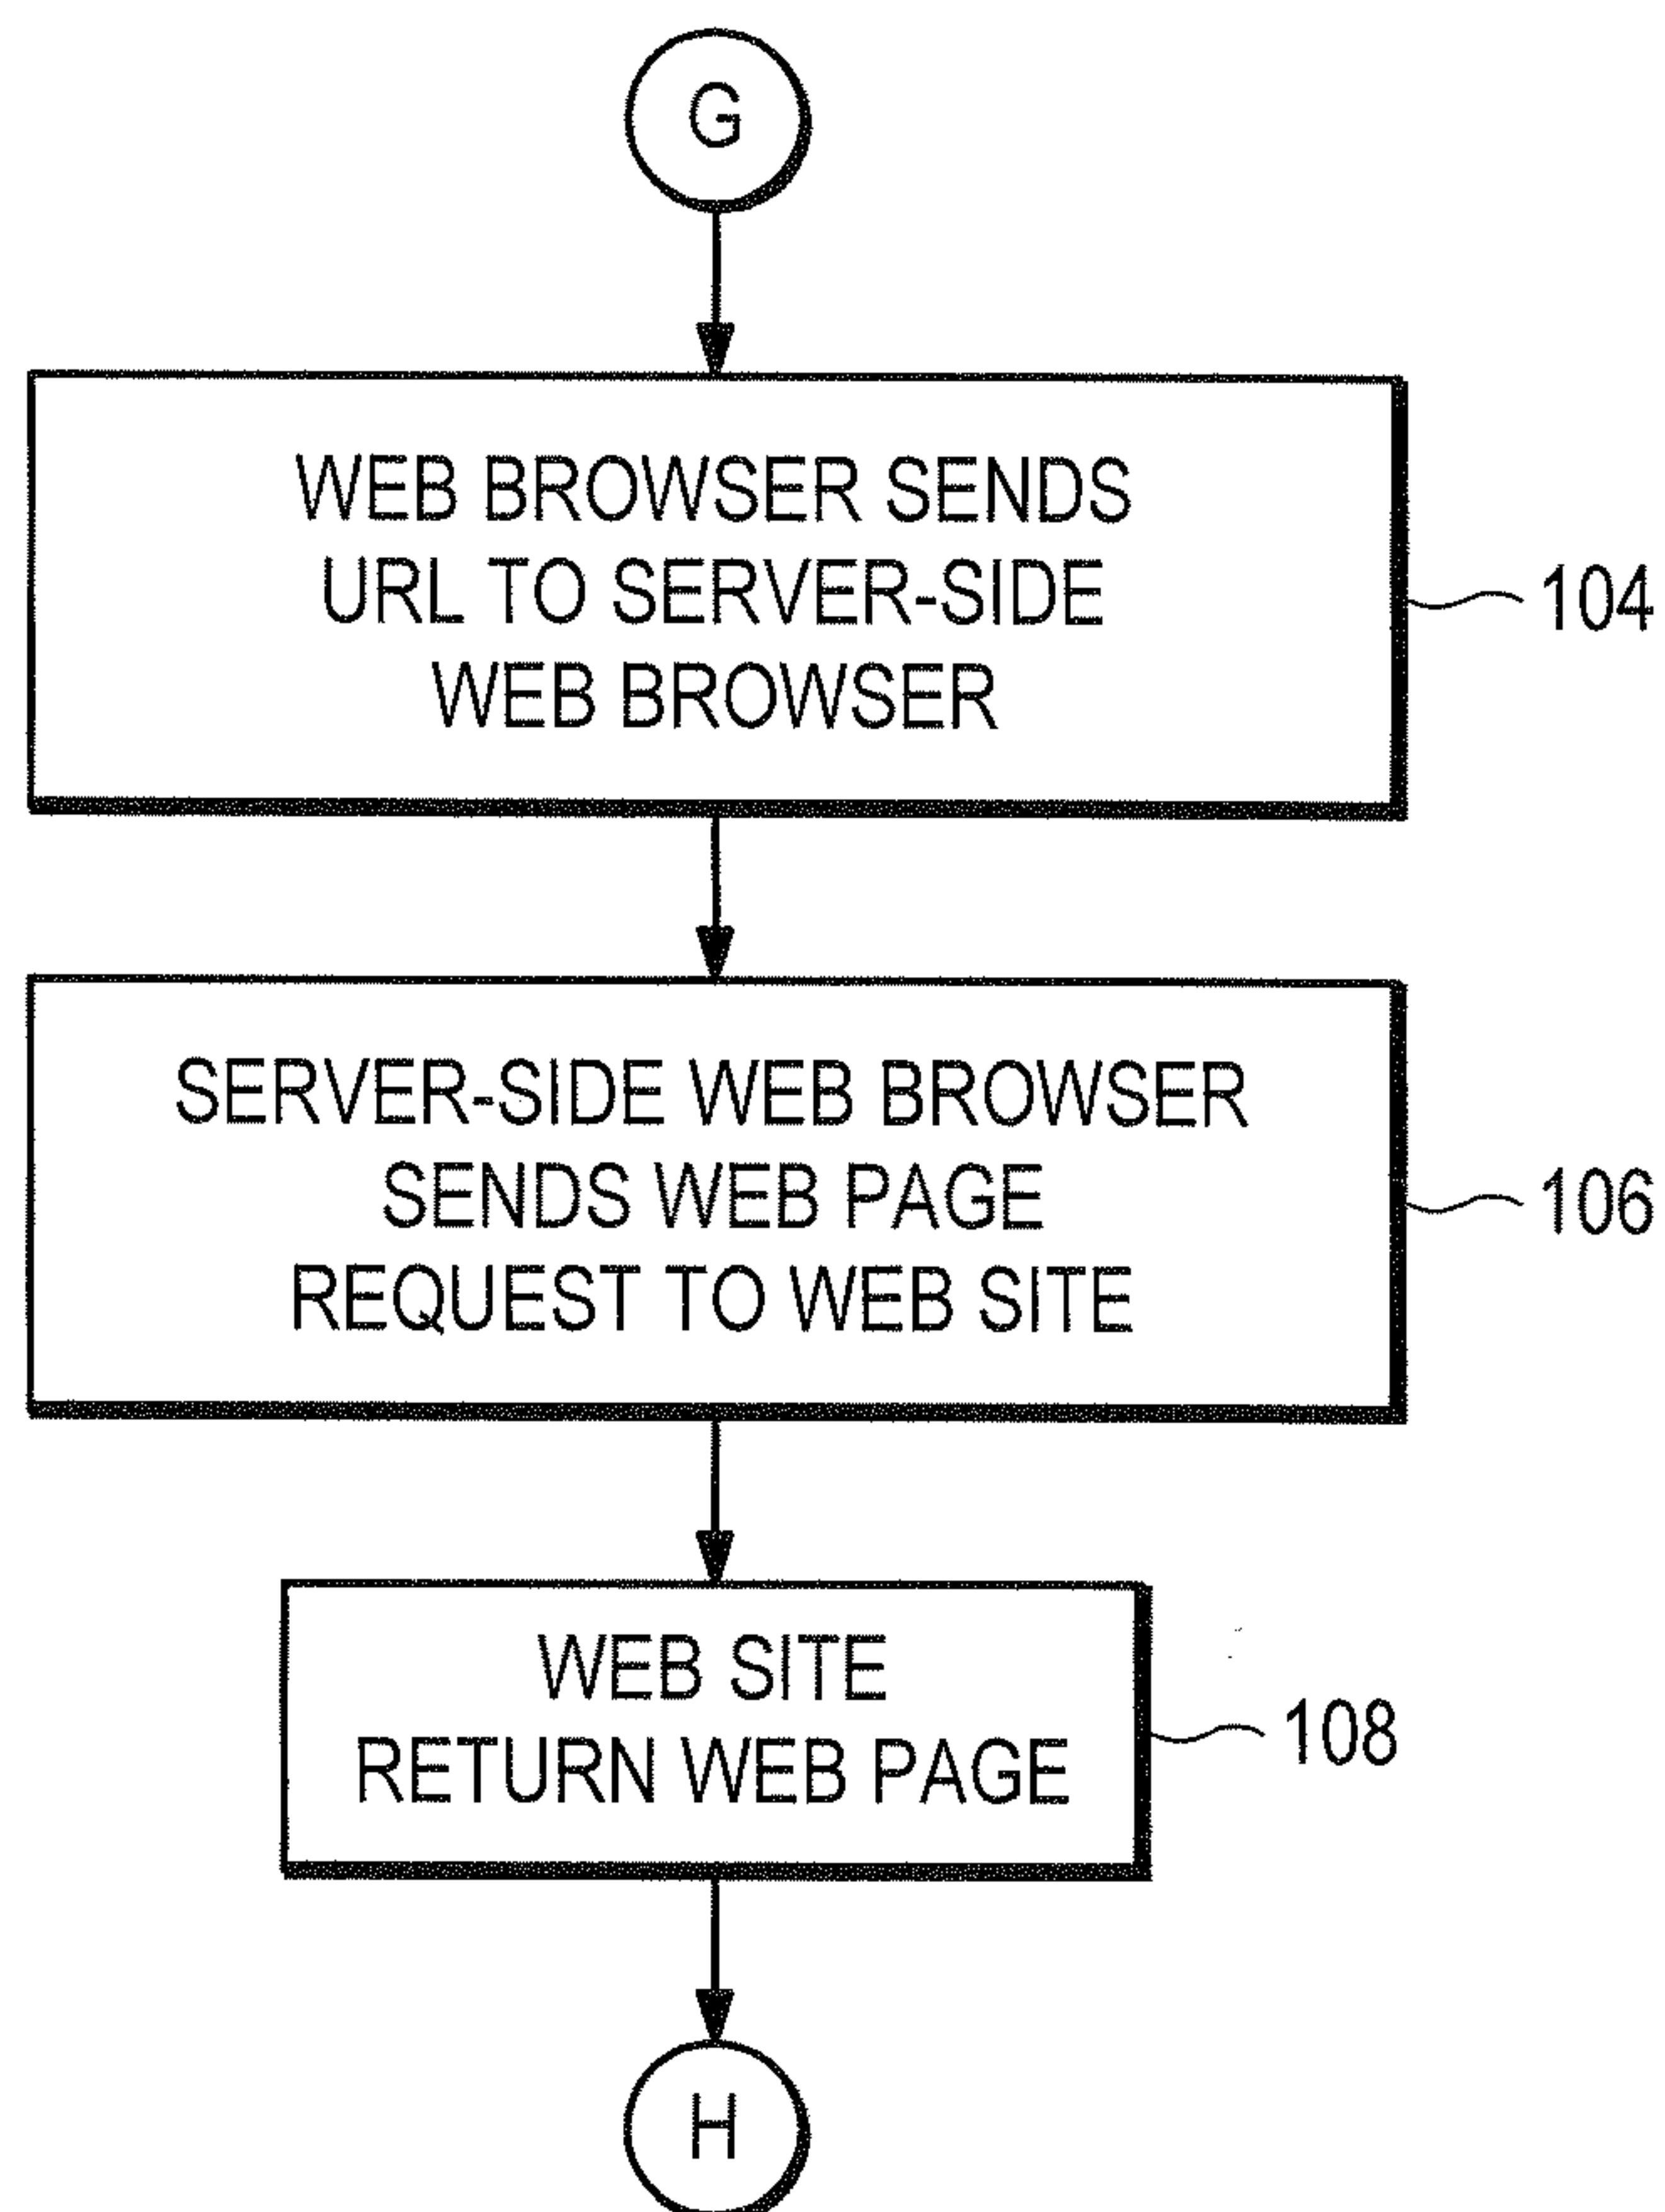 G
WEB BROWSER SENDS
URL TO SERVER-SIDE
WEB BROWSER
104
SERVER-SIDE WEB BROWSER
SENDS WEB PAGE
REQUEST TO WEB SITE
106
WEB SITE
RETURN WEB PAGE
108
H